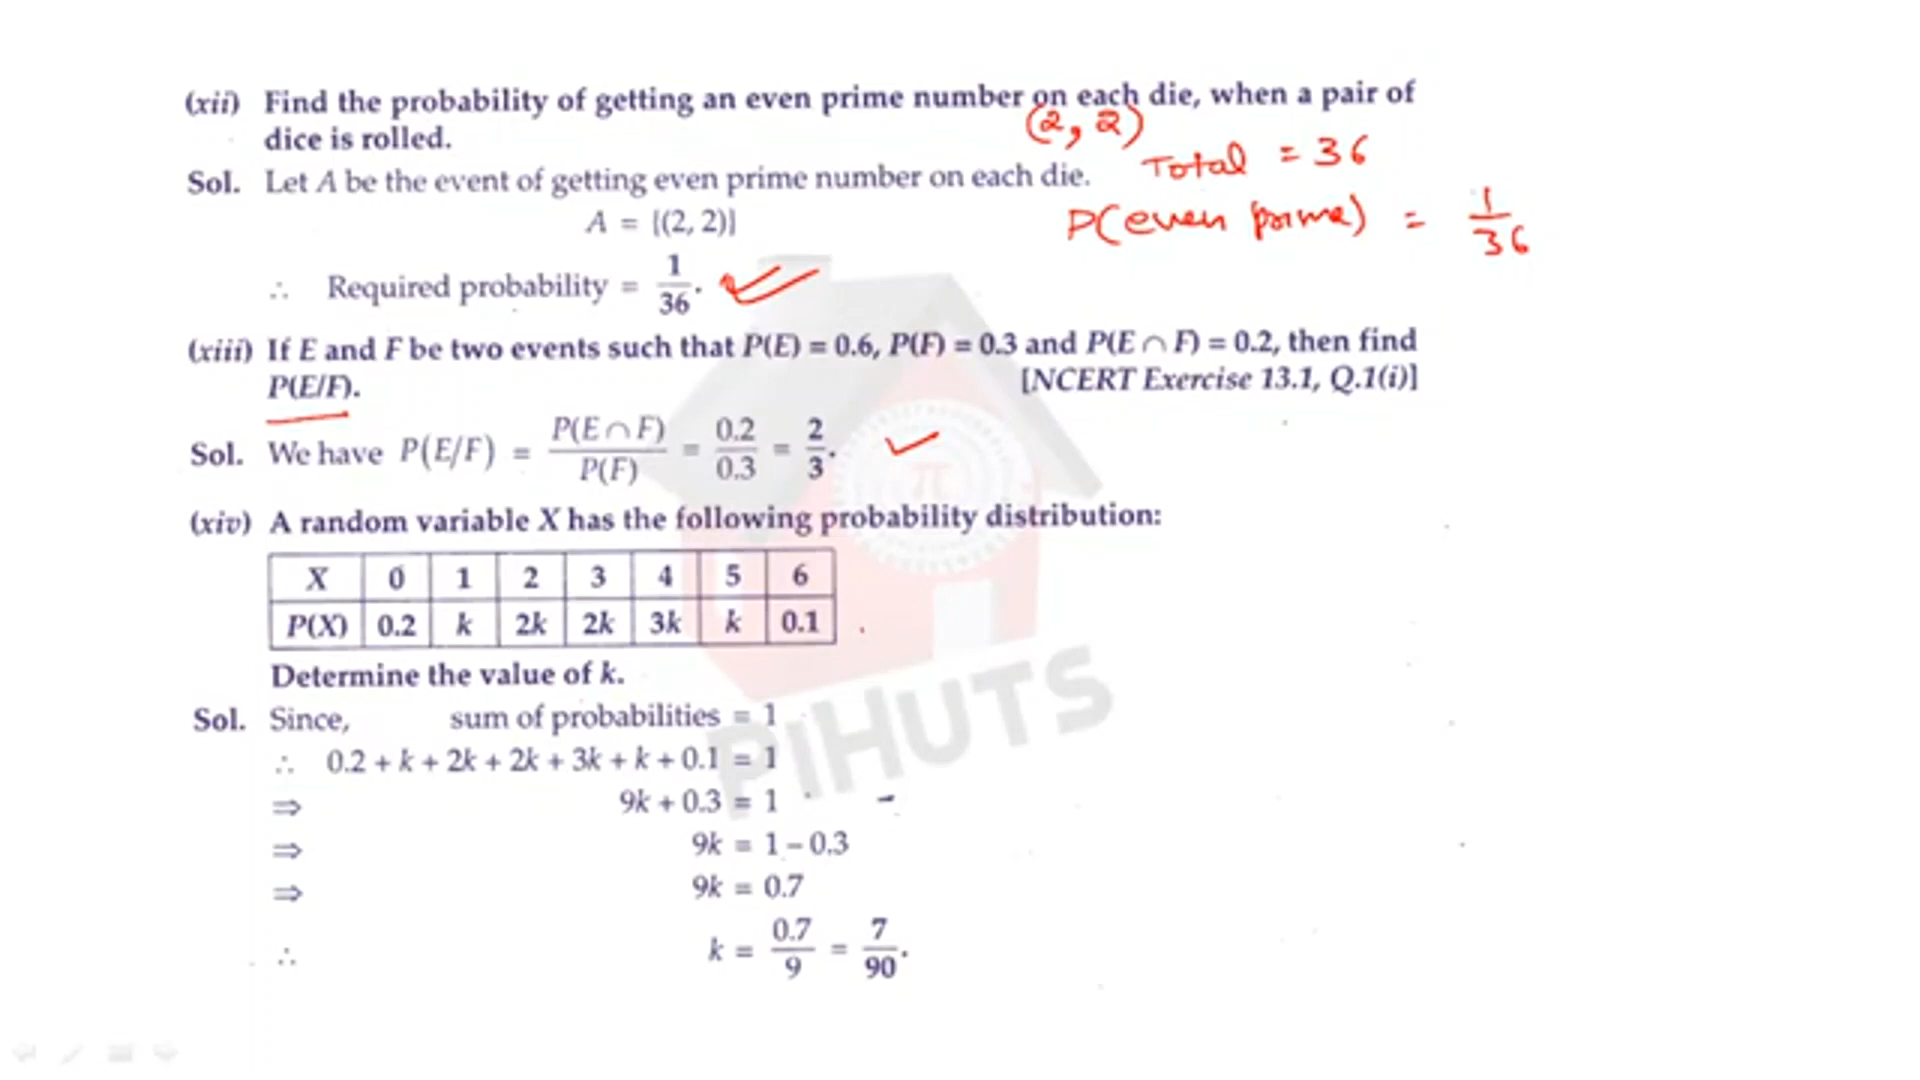 (xii) Find the probability of getting an even prime number on each die, when a pair of
dice is rolled.
(2, 2)
Total = 36
Sol. Let A be the event of getting even prime number on each die.
A = {(2, 2)}
P(even prime) = 1/36
∴ Required probability = 1/36.
(xiii) If E and F be two events such that P(E) = 0.6, P(F) = 0.3 and P(E ∩ F) = 0.2, then find
P(E/F). [NCERT Exercise 13.1, Q.1(i)]
Sol. We have P(E/F) = P(E ∩ F)/P(F) = 0.2/0.3 = 2/3.
(xiv) A random variable X has the following probability distribution:
X 0 1 2 3 4 5 6
P(X) 0.2 k 2k 2k 3k k 0.1
Determine the value of k.
Sol. Since, sum of probabilities = 1
∴ 0.2 + k + 2k + 2k + 3k + k + 0.1 = 1
⇒ 9k + 0.3 = 1
⇒ 9k = 1 – 0.3
⇒ 9k = 0.7
∴ k = 0.7/9 = 7/90.
π
PIHUTS